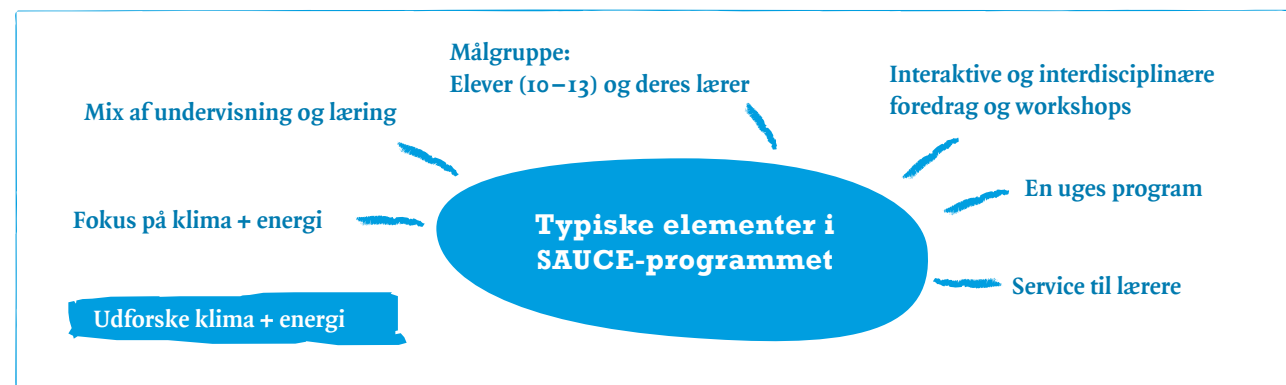 Målgruppe:
Elever (10–13) og deres lærer
Interaktive og interdisciplinære
foredrag og workshops
Mix af undervisning og læring
En uges program
Fokus på klima + energi
Typiske elementer i
SAUCE-programmet
Service til lærere
Udforske klima + energi